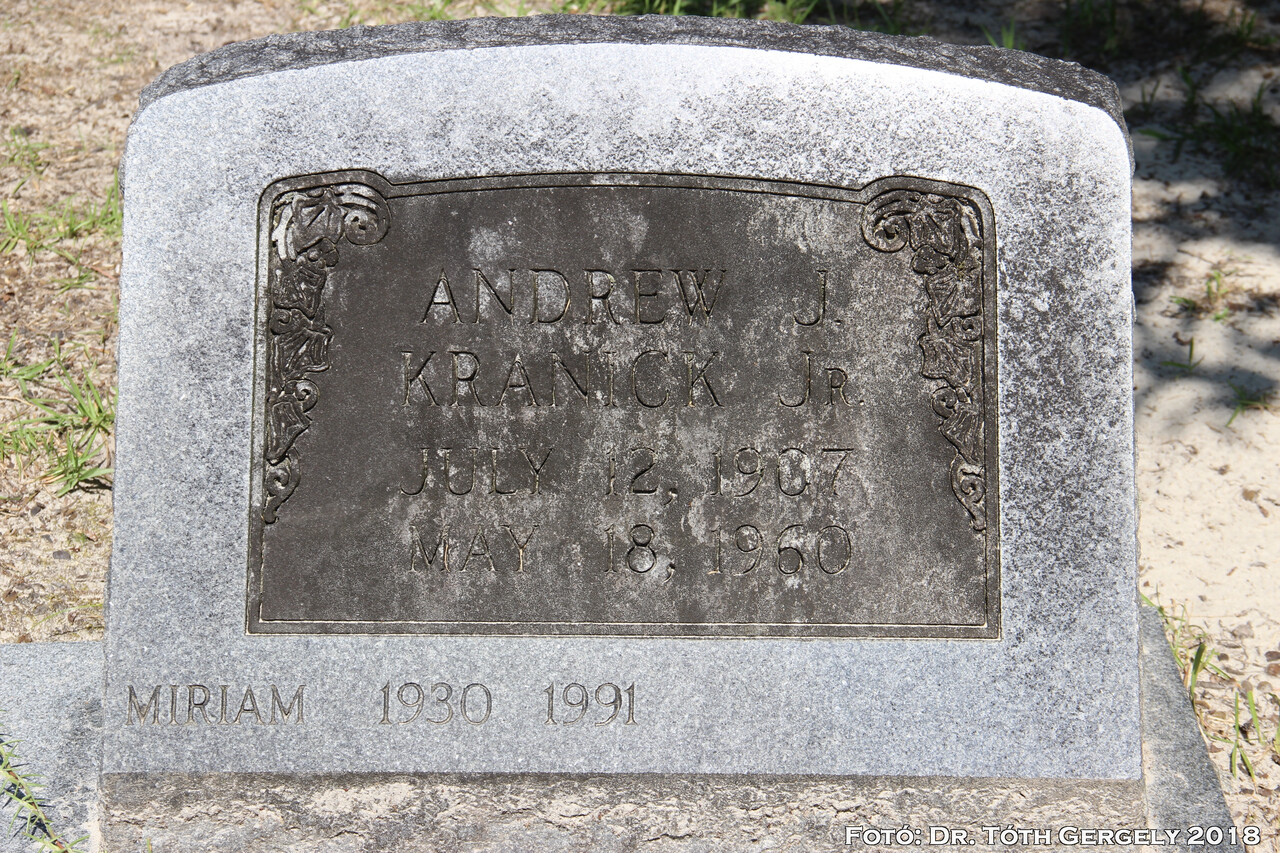 ANDREW J.
KRANICK JR.
JULY 12, 1907
MAY 18, 1960
MIRIAM 1930 1991
FOTÓ: DR. TÓTH GERGELY 2018